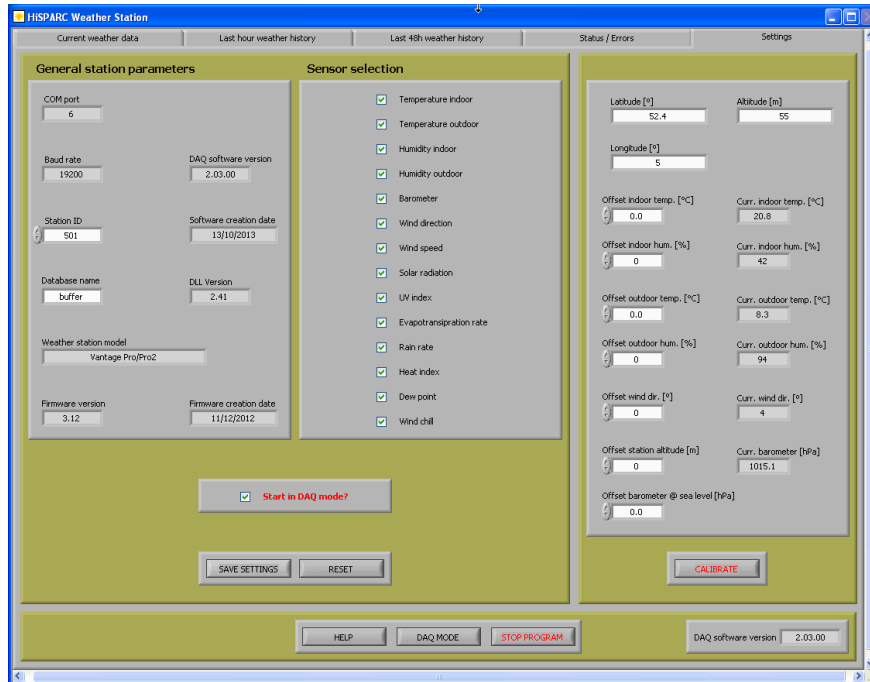 HiSPARC Weather Station
Current weather data
Last hour weather history
Last 48h weather history
Status / Errors
Settings
General station parameters
COM port
6
Baud rate
19200
DAQ software version
2.03.00
Station ID
501
Software creation date
13/10/2013
Database name
buffer
DLL Version
2.41
Weather station model
Vantage Pro/Pro2
Firmware version
3.12
Firmware creation date
11/12/2012
Sensor selection
Temperature indoor
Temperature outdoor
Humidity indoor
Humidity outdoor
Barometer
Wind direction
Wind speed
Solar radiation
UV index
Evapotransipration rate
Rain rate
Heat index
Dew point
Wind chill
Start in DAQ mode?
SAVE SETTINGS
RESET
Latitude [º]
52.4
Altitude [m]
55
Longitude [º]
5
Offset indoor temp. [ºC]
0.0
Curr. indoor temp. [ºC]
20.8
Offset indoor hum. [%]
0
Curr. indoor hum. [%]
42
Offset outdoor temp. [ºC]
0.0
Curr. outdoor temp. [ºC]
8.3
Offset outdoor hum. [%]
0
Curr. outdoor hum. [%]
94
Offset wind dir. [º]
0
Curr. wind dir. [º]
4
Offset station altitude [m]
0
Curr. barometer [hPa]
1015.1
Offset barometer @ sea level [hPa]
0.0
CALIBRATE
HELP
DAQ MODE
STOP PROGRAM
DAQ software version 2.03.00